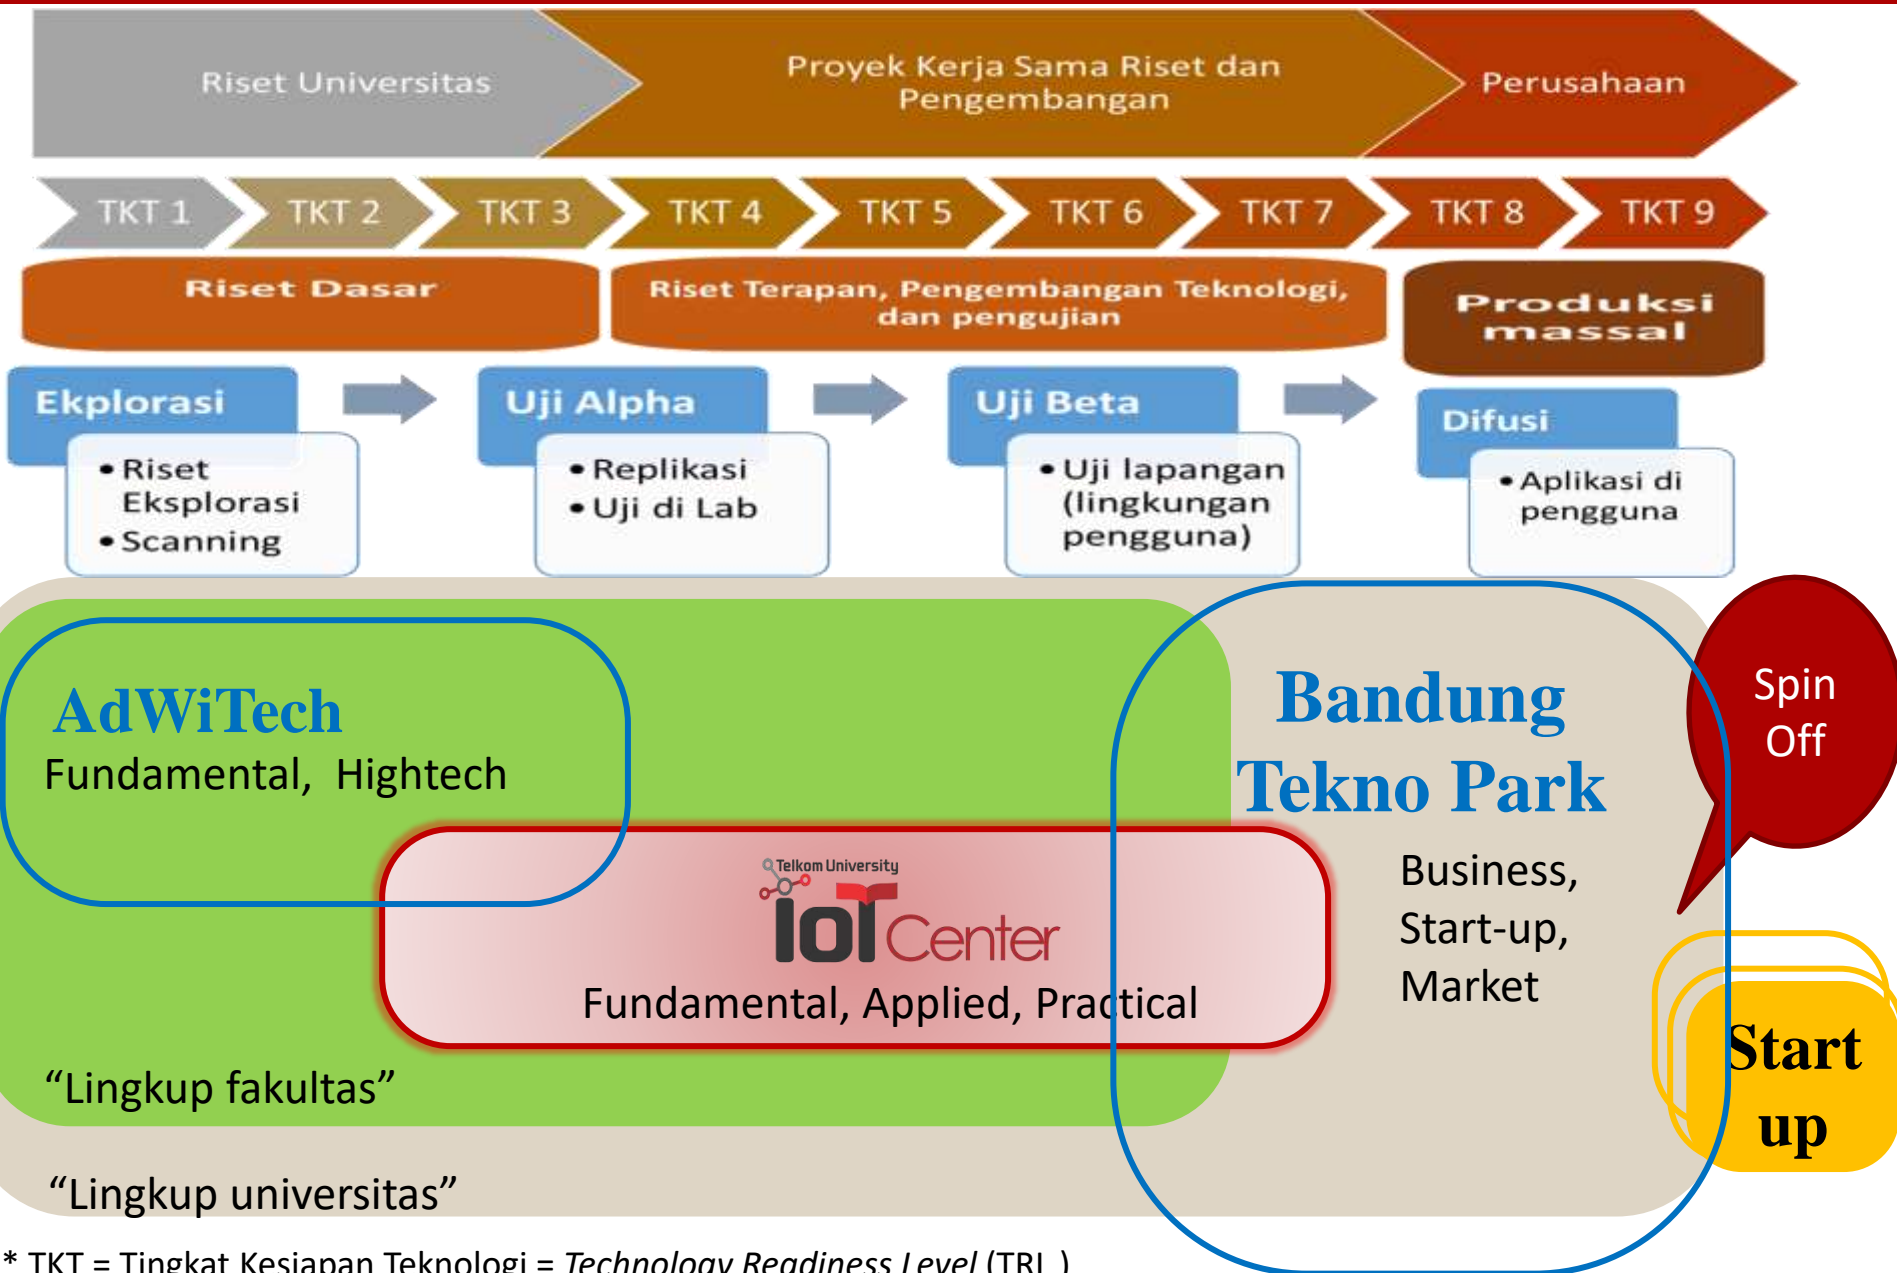 Riset Universitas
Proyek Kerja Sama Riset dan
Pengembangan
Perusahaan
TKT 1
TKT 2
TKT 3
TKT 4
TKT 5
TKT 6
TKT 7
TKT 8
TKT 9
Riset Dasar
Riset Terapan, Pengembangan Teknologi,
dan pengujian
Produksi
massal
Ekplorasi
• Riset
Eksplorasi
• Scanning
Uji Alpha
• Replikasi
• Uji di Lab
Uji Beta
• Uji lapangan
(lingkungan
pengguna)
Difusi
• Aplikasi di
pengguna
AdWiTech
Fundamental, Hightech
Bandung
Tekno Park
Business,
Start-up,
Market
Spin
Off
Telkom University
IoT Center
Fundamental, Applied, Practical
Start
up
“Lingkup fakultas”
“Lingkup universitas”
* TKT = Tingkat Kesiapan Teknologi = Technology Readiness Level (TRL )